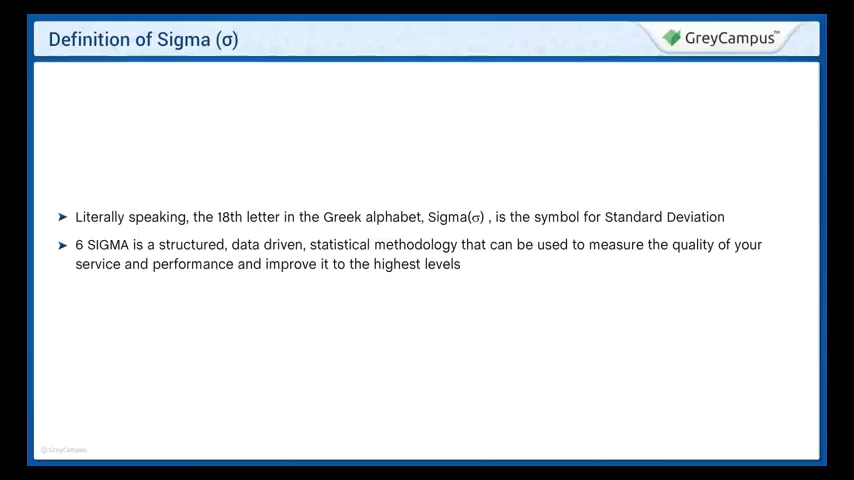 Definition of Sigma (σ)
GreyCampus™
➤ Literally speaking, the 18th letter in the Greek alphabet, Sigma(σ) , is the symbol for Standard Deviation
➤ 6 SIGMA is a structured, data driven, statistical methodology that can be used to measure the quality of your
service and performance and improve it to the highest levels
©GreyCampus